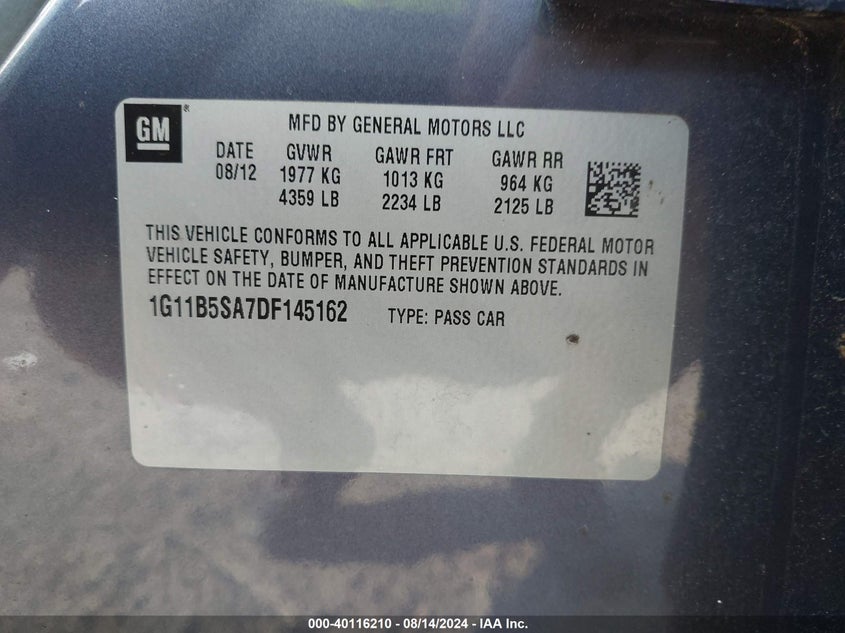 GM®
MFD BY GENERAL MOTORS LLC
DATE GVWR GAWR FRT GAWR RR
08/12 1977 KG 1013 KG 964 KG
4359 LB 2234 LB 2125 LB
THIS VEHICLE CONFORMS TO ALL APPLICABLE U.S. FEDERAL MOTOR
VEHICLE SAFETY, BUMPER, AND THEFT PREVENTION STANDARDS IN
EFFECT ON THE DATE OF MANUFACTURE SHOWN ABOVE.
1G11B5SA7DF145162 TYPE: PASS CAR
000-40116210 - 08/14/2024 - IAA Inc.